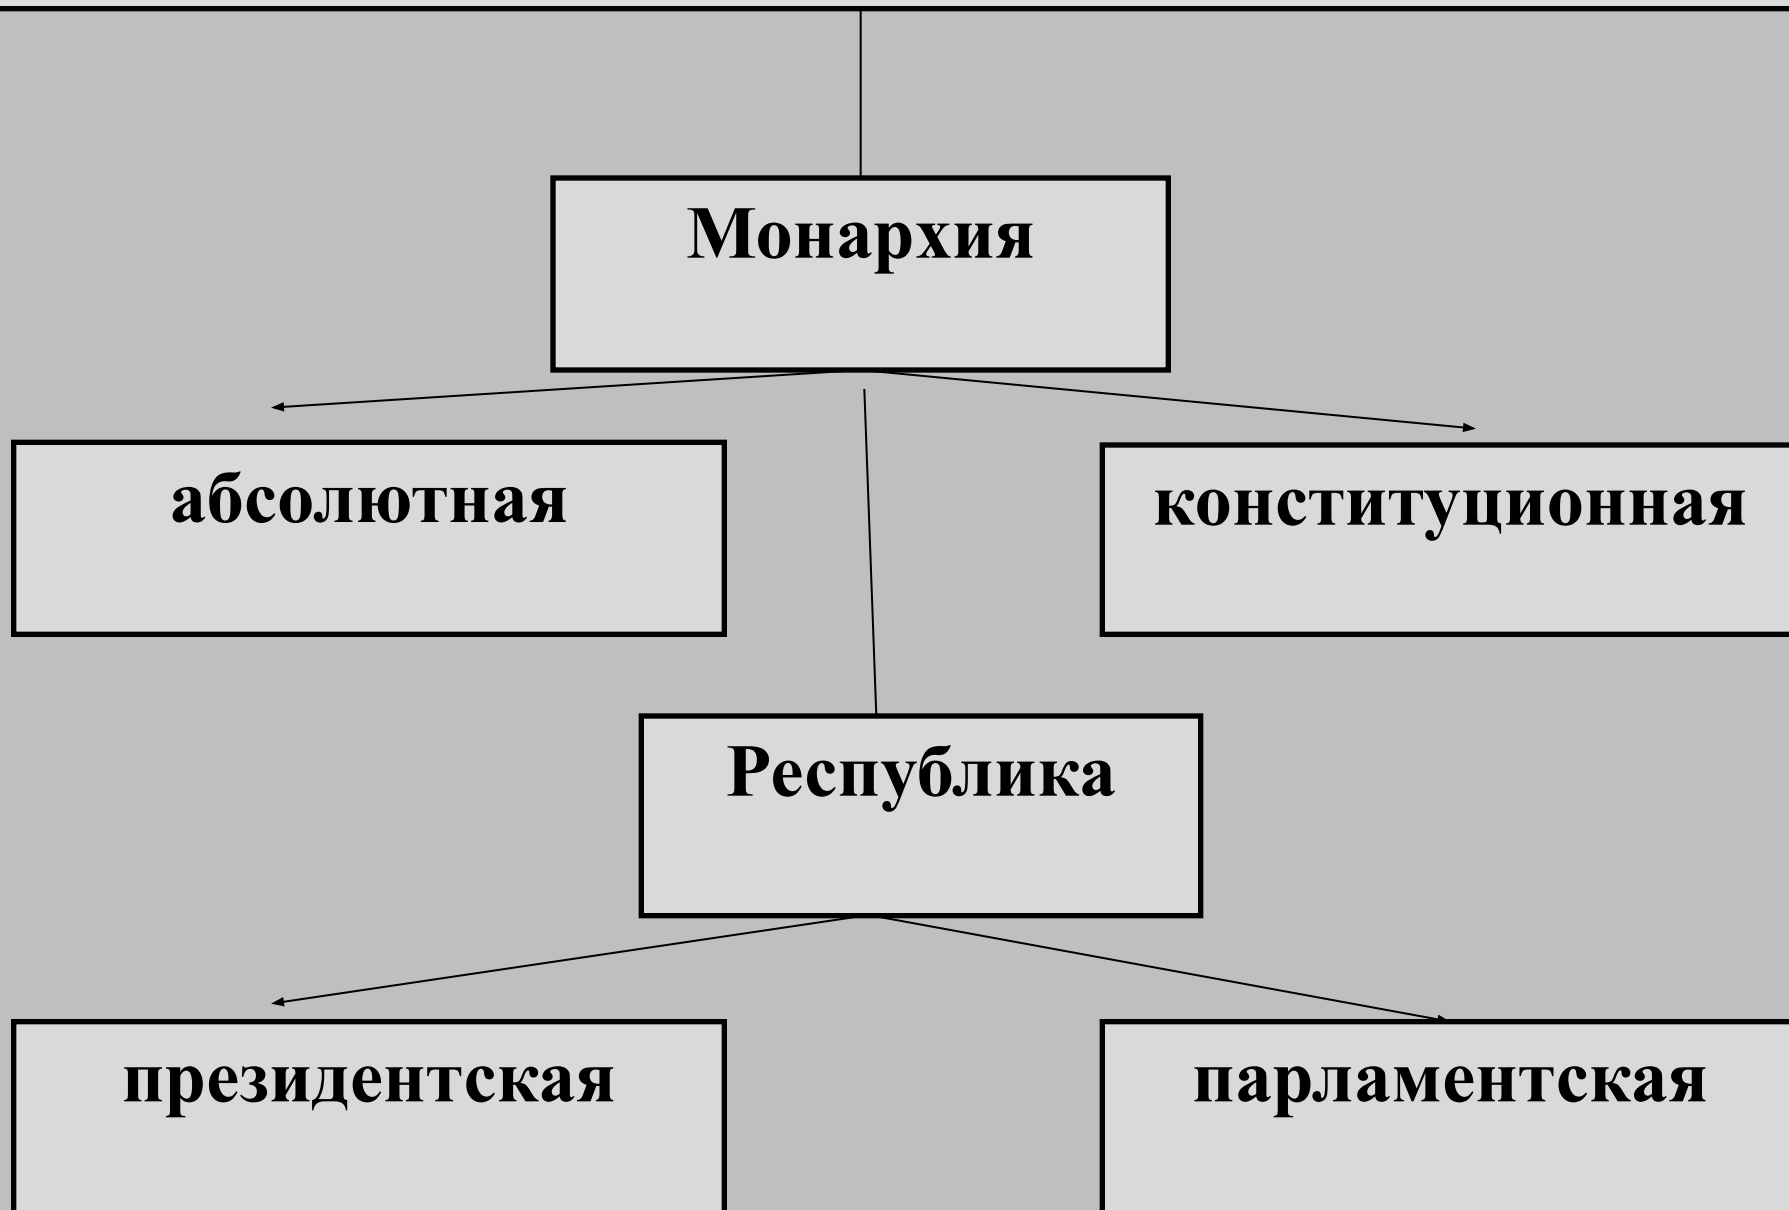 Монархия
абсолютная
конституционная
Республика
президентская
парламентская